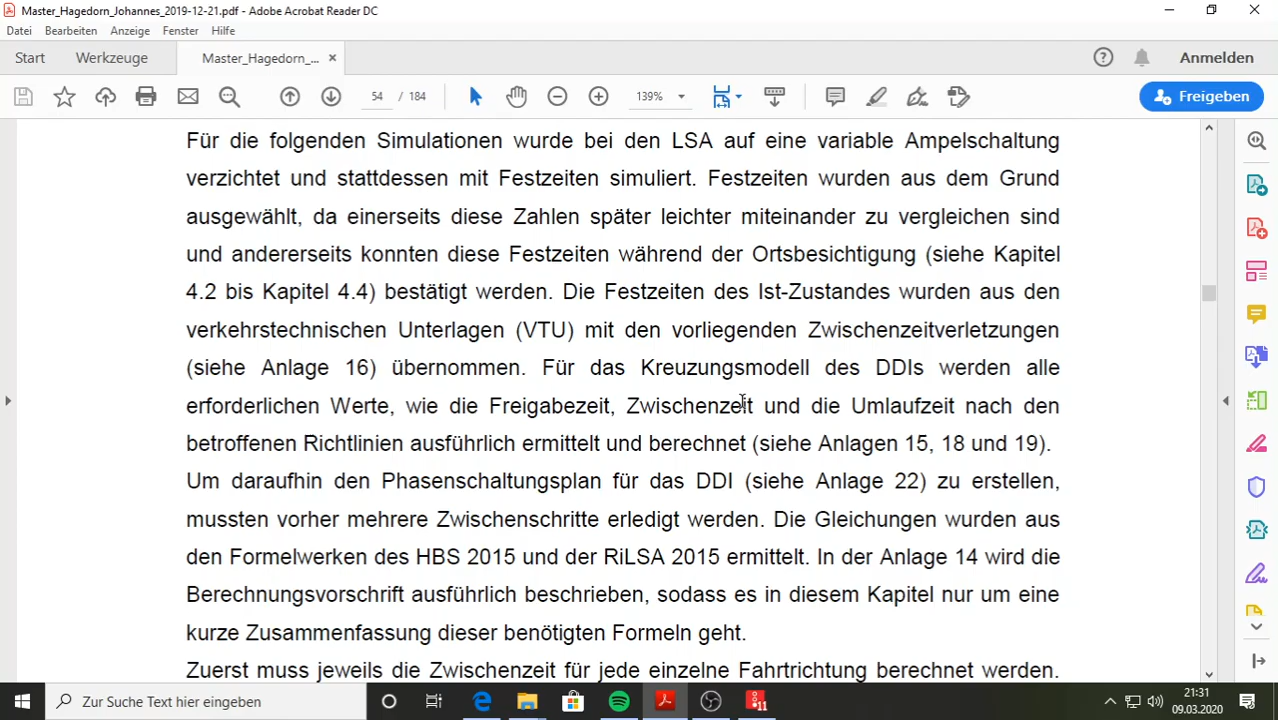 Master_Hagedorn_Johannes_2019-12-21.pdf - Adobe Acrobat Reader DC
Datei Bearbeiten Anzeige Fenster Hilfe
Start Werkzeuge Master_Hagedorn_... × Anmelden
54 / 184 139% Freigeben
Für die folgenden Simulationen wurde bei den LSA auf eine variable Ampelschaltung
verzichtet und stattdessen mit Festzeiten simuliert. Festzeiten wurden aus dem Grund
ausgewählt, da einerseits diese Zahlen später leichter miteinander zu vergleichen sind
und andererseits konnten diese Festzeiten während der Ortsbesichtigung (siehe Kapitel
4.2 bis Kapitel 4.4) bestätigt werden. Die Festzeiten des Ist-Zustandes wurden aus den
verkehrstechnischen Unterlagen (VTU) mit den vorliegenden Zwischenzeitverletzungen
(siehe Anlage 16) übernommen. Für das Kreuzungsmodell des DDIs werden alle
erforderlichen Werte, wie die Freigabezeit, Zwischenzeit und die Umlaufzeit nach den
betroffenen Richtlinien ausführlich ermittelt und berechnet (siehe Anlagen 15, 18 und 19).
Um daraufhin den Phasenschaltungsplan für das DDI (siehe Anlage 22) zu erstellen,
mussten vorher mehrere Zwischenschritte erledigt werden. Die Gleichungen wurden aus
den Formelwerken des HBS 2015 und der RiLSA 2015 ermittelt. In der Anlage 14 wird die
Berechnungsvorschrift ausführlich beschrieben, sodass es in diesem Kapitel nur um eine
kurze Zusammenfassung dieser benötigten Formeln geht.
Zuerst muss jeweils die Zwischenzeit für jede einzelne Fahrtrichtung berechnet werden.
Zur Suche Text hier eingeben
11
21:31
09.03.2020